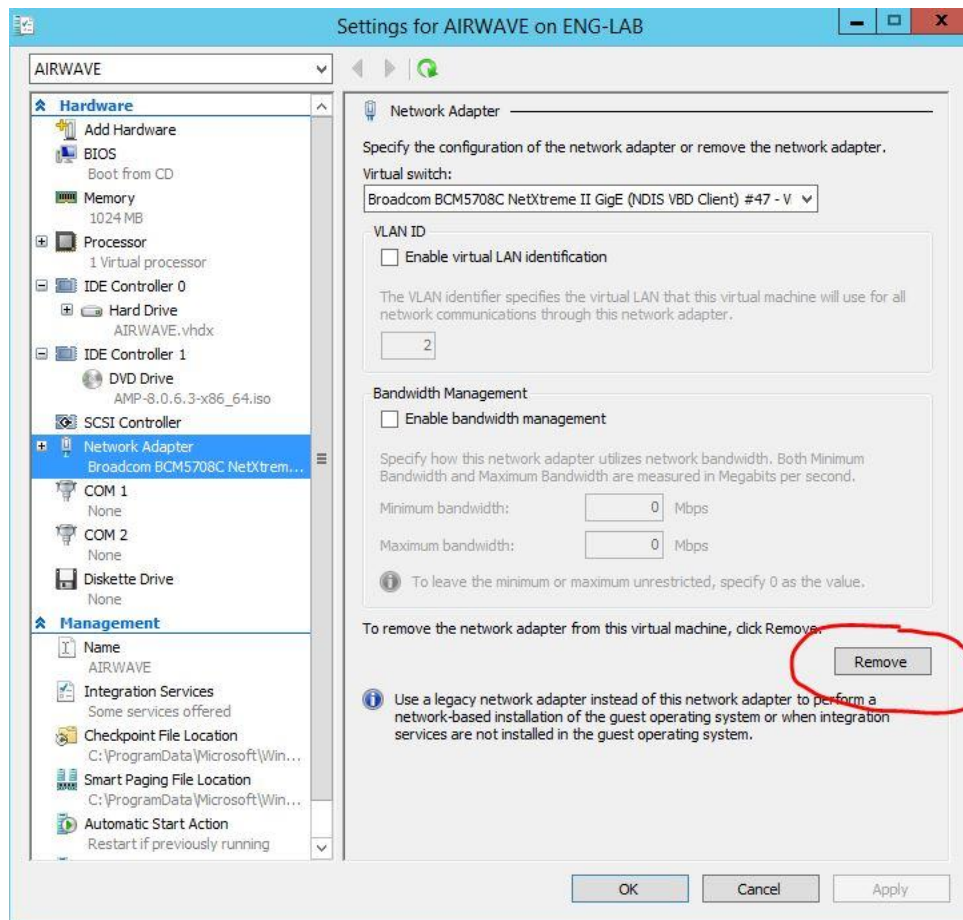 Settings for AIRWAVE on ENG-LAB
x
AIRWAVE
Hardware
Add Hardware
BIOS
Boot from CD
Memory
1024 MB
Processor
1 Virtual processor
IDE Controller 0
Hard Drive
AIRWAVE.vhdx
IDE Controller 1
DVD Drive
AMP-8.0.6.3-x86_64.iso
SCSI Controller
Network Adapter
Broadcom BCM5708C NetXtrem...
COM 1
None
COM 2
None
Diskette Drive
None
Management
Name
AIRWAVE
Integration Services
Some services offered
Checkpoint File Location
C:\ProgramData\Microsoft\Win...
Smart Paging File Location
C:\ProgramData\Microsoft\Win...
Automatic Start Action
Restart if previously running
Network Adapter
Specify the configuration of the network adapter or remove the network adapter.
Virtual switch:
Broadcom BCM5708C NetXtreme II GigE (NDIS VBD Client) #47 - V
VLAN ID
Enable virtual LAN identification
The VLAN identifier specifies the virtual LAN that this virtual machine will use for all
network communications through this network adapter.
2
Bandwidth Management
Enable bandwidth management
Specify how this network adapter utilizes network bandwidth. Both Minimum
Bandwidth and Maximum Bandwidth are measured in Megabits per second.
Minimum bandwidth: 0 Mbps
Maximum bandwidth: 0 Mbps
To leave the minimum or maximum unrestricted, specify 0 as the value.
To remove the network adapter from this virtual machine, click Remove.
Remove
Use a legacy network adapter instead of this network adapter to perform a
network-based installation of the guest operating system or when integration
services are not installed in the guest operating system.
OK Cancel Apply